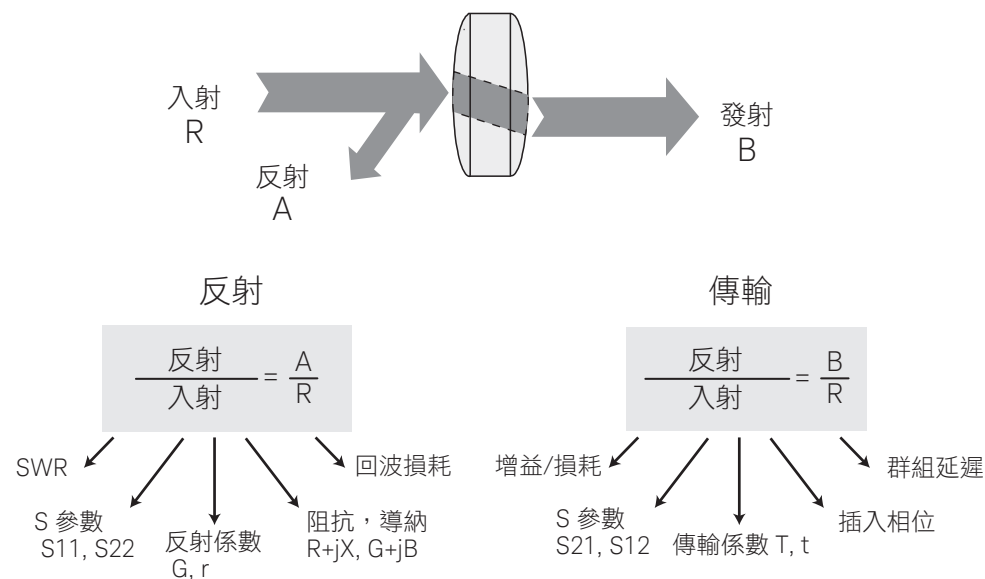 入射
R
反射
A
發射
B
反射
反射
入射
=
A
R
SWR
S 參數
S11, S22
反射係數
G, r
阻抗，導納
R+jX, G+jB
回波損耗
傳輸
反射
入射
=
B
R
增益/損耗
S 參數
S21, S12
傳輸係數 T, t
插入相位
群組延遲